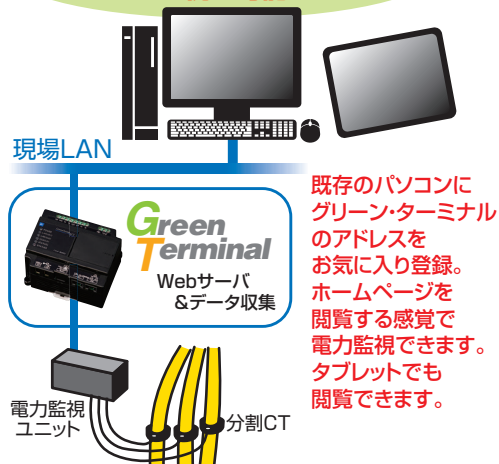 現場LAN
Green
Terminal
Webサーバ
&データ収集
既存のパソコンに
グリーン・ターミナル
のアドレスを
お気に入り登録。
ホームページを
閲覧する感覚で
電力監視できます。
タブレットでも
閲覧できます。
電力監視
ユニット
分割CT